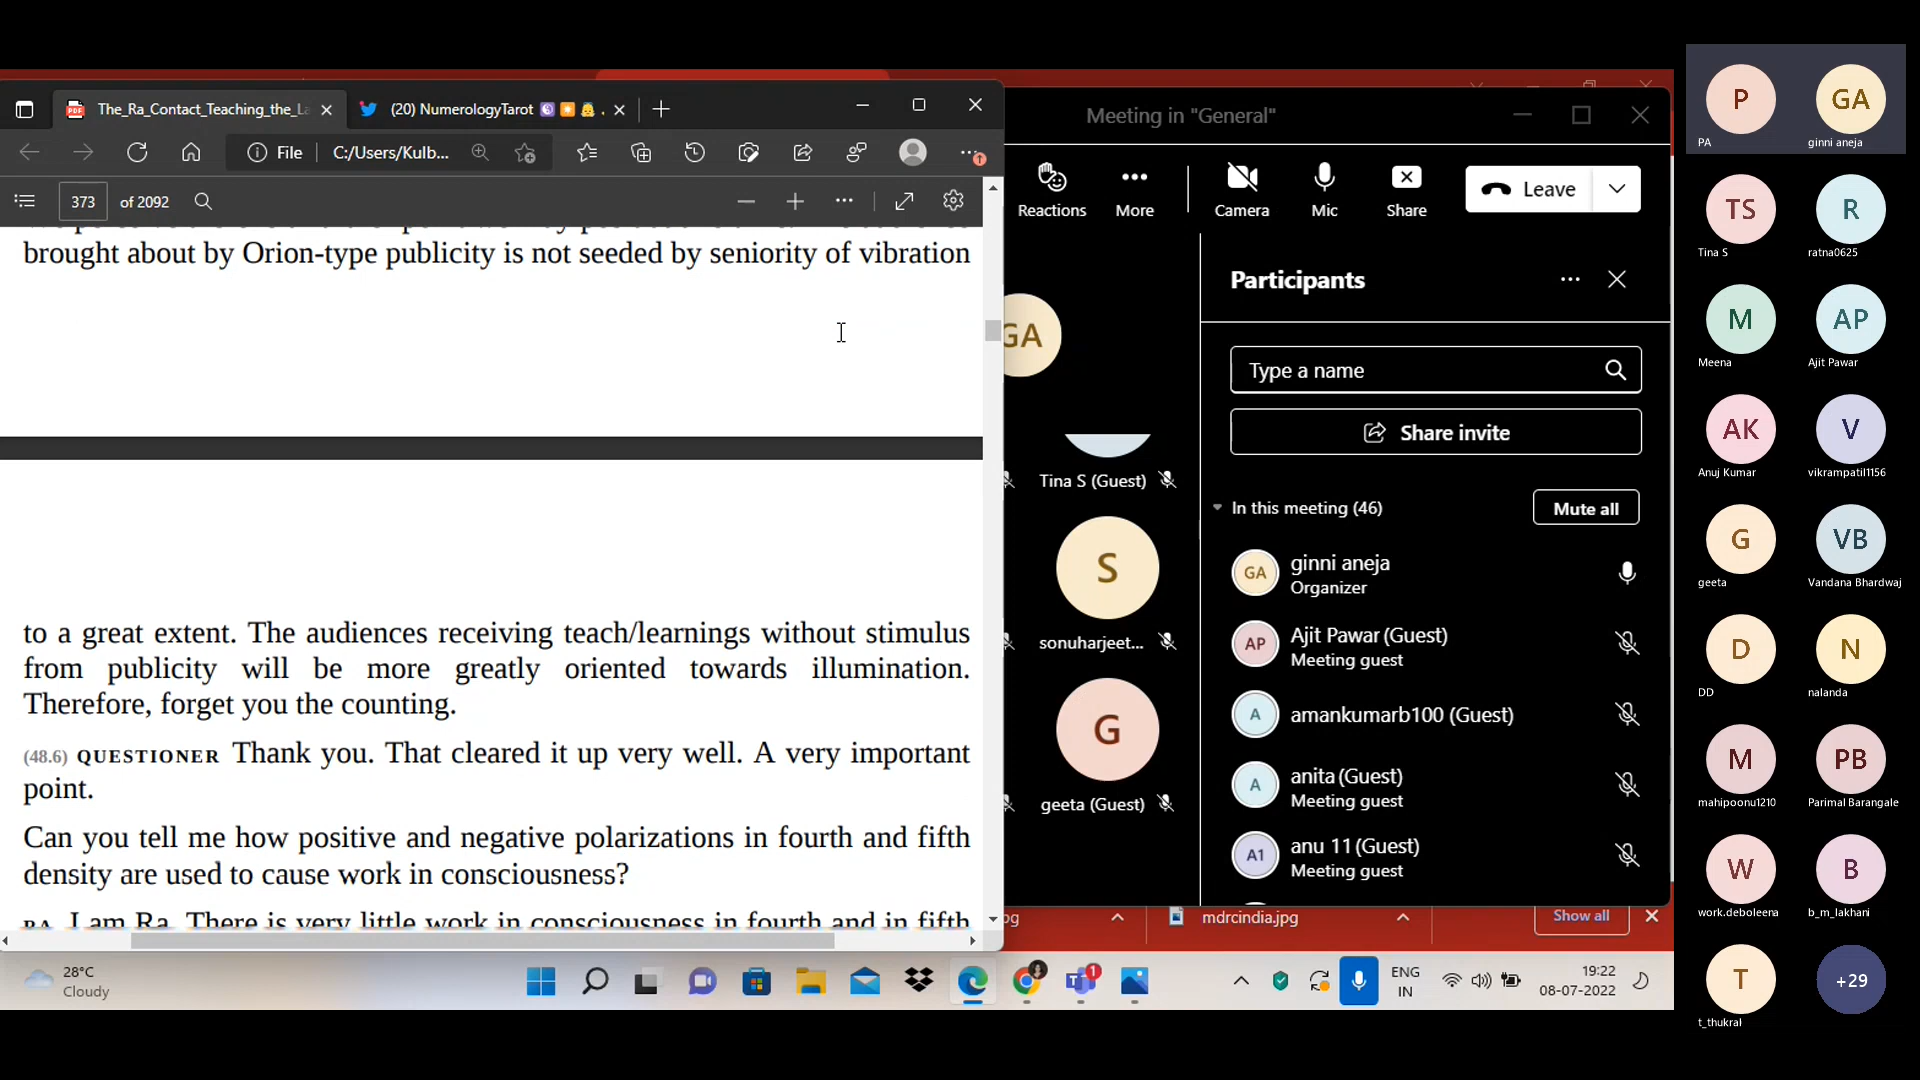 The_Ra_Contact_Teaching_the_La
(20) NumerologyTarot
File
C:/Users/Kulb...
373
of 2092
brought about by Orion-type publicity is not seeded by seniority of vibration
to a great extent. The audiences receiving teach/learnings without stimulus
from publicity will be more greatly oriented towards illumination.
Therefore, forget you the counting.
(48.6) QUESTIONER Thank you. That cleared it up very well. A very important
point.
Can you tell me how positive and negative polarizations in fourth and fifth
density are used to cause work in consciousness?
RA I am Ra. There is very little work in consciousness in fourth and in fifth
Meeting in "General"
Reactions
More
Camera
Mic
Share
Leave
GA
Tina S (Guest)
S
sonuharjeet...
G
geeta (Guest)
Participants
Type a name
Share invite
In this meeting (46)
Mute all
GA
ginni aneja
Organizer
AP
Ajit Pawar (Guest)
Meeting guest
A
amankumarb100 (Guest)
A
anita (Guest)
Meeting guest
A1
anu 11 (Guest)
Meeting guest
mdrcindia.jpg
Show all
28°C
Cloudy
1
ENG
IN
19:22
08-07-2022
P
PA
GA
ginni aneja
TS
Tina S
R
ratna0625
M
Meena
AP
Ajit Pawar
AK
Anuj Kumar
V
vikrampatil1156
G
geeta
VB
Vandana Bhardwaj
D
DD
N
nalanda
M
mahipoonu1210
PB
Parimal Barangale
W
work.deboleena
B
b_m_lakhani
T
t_thukral
+29